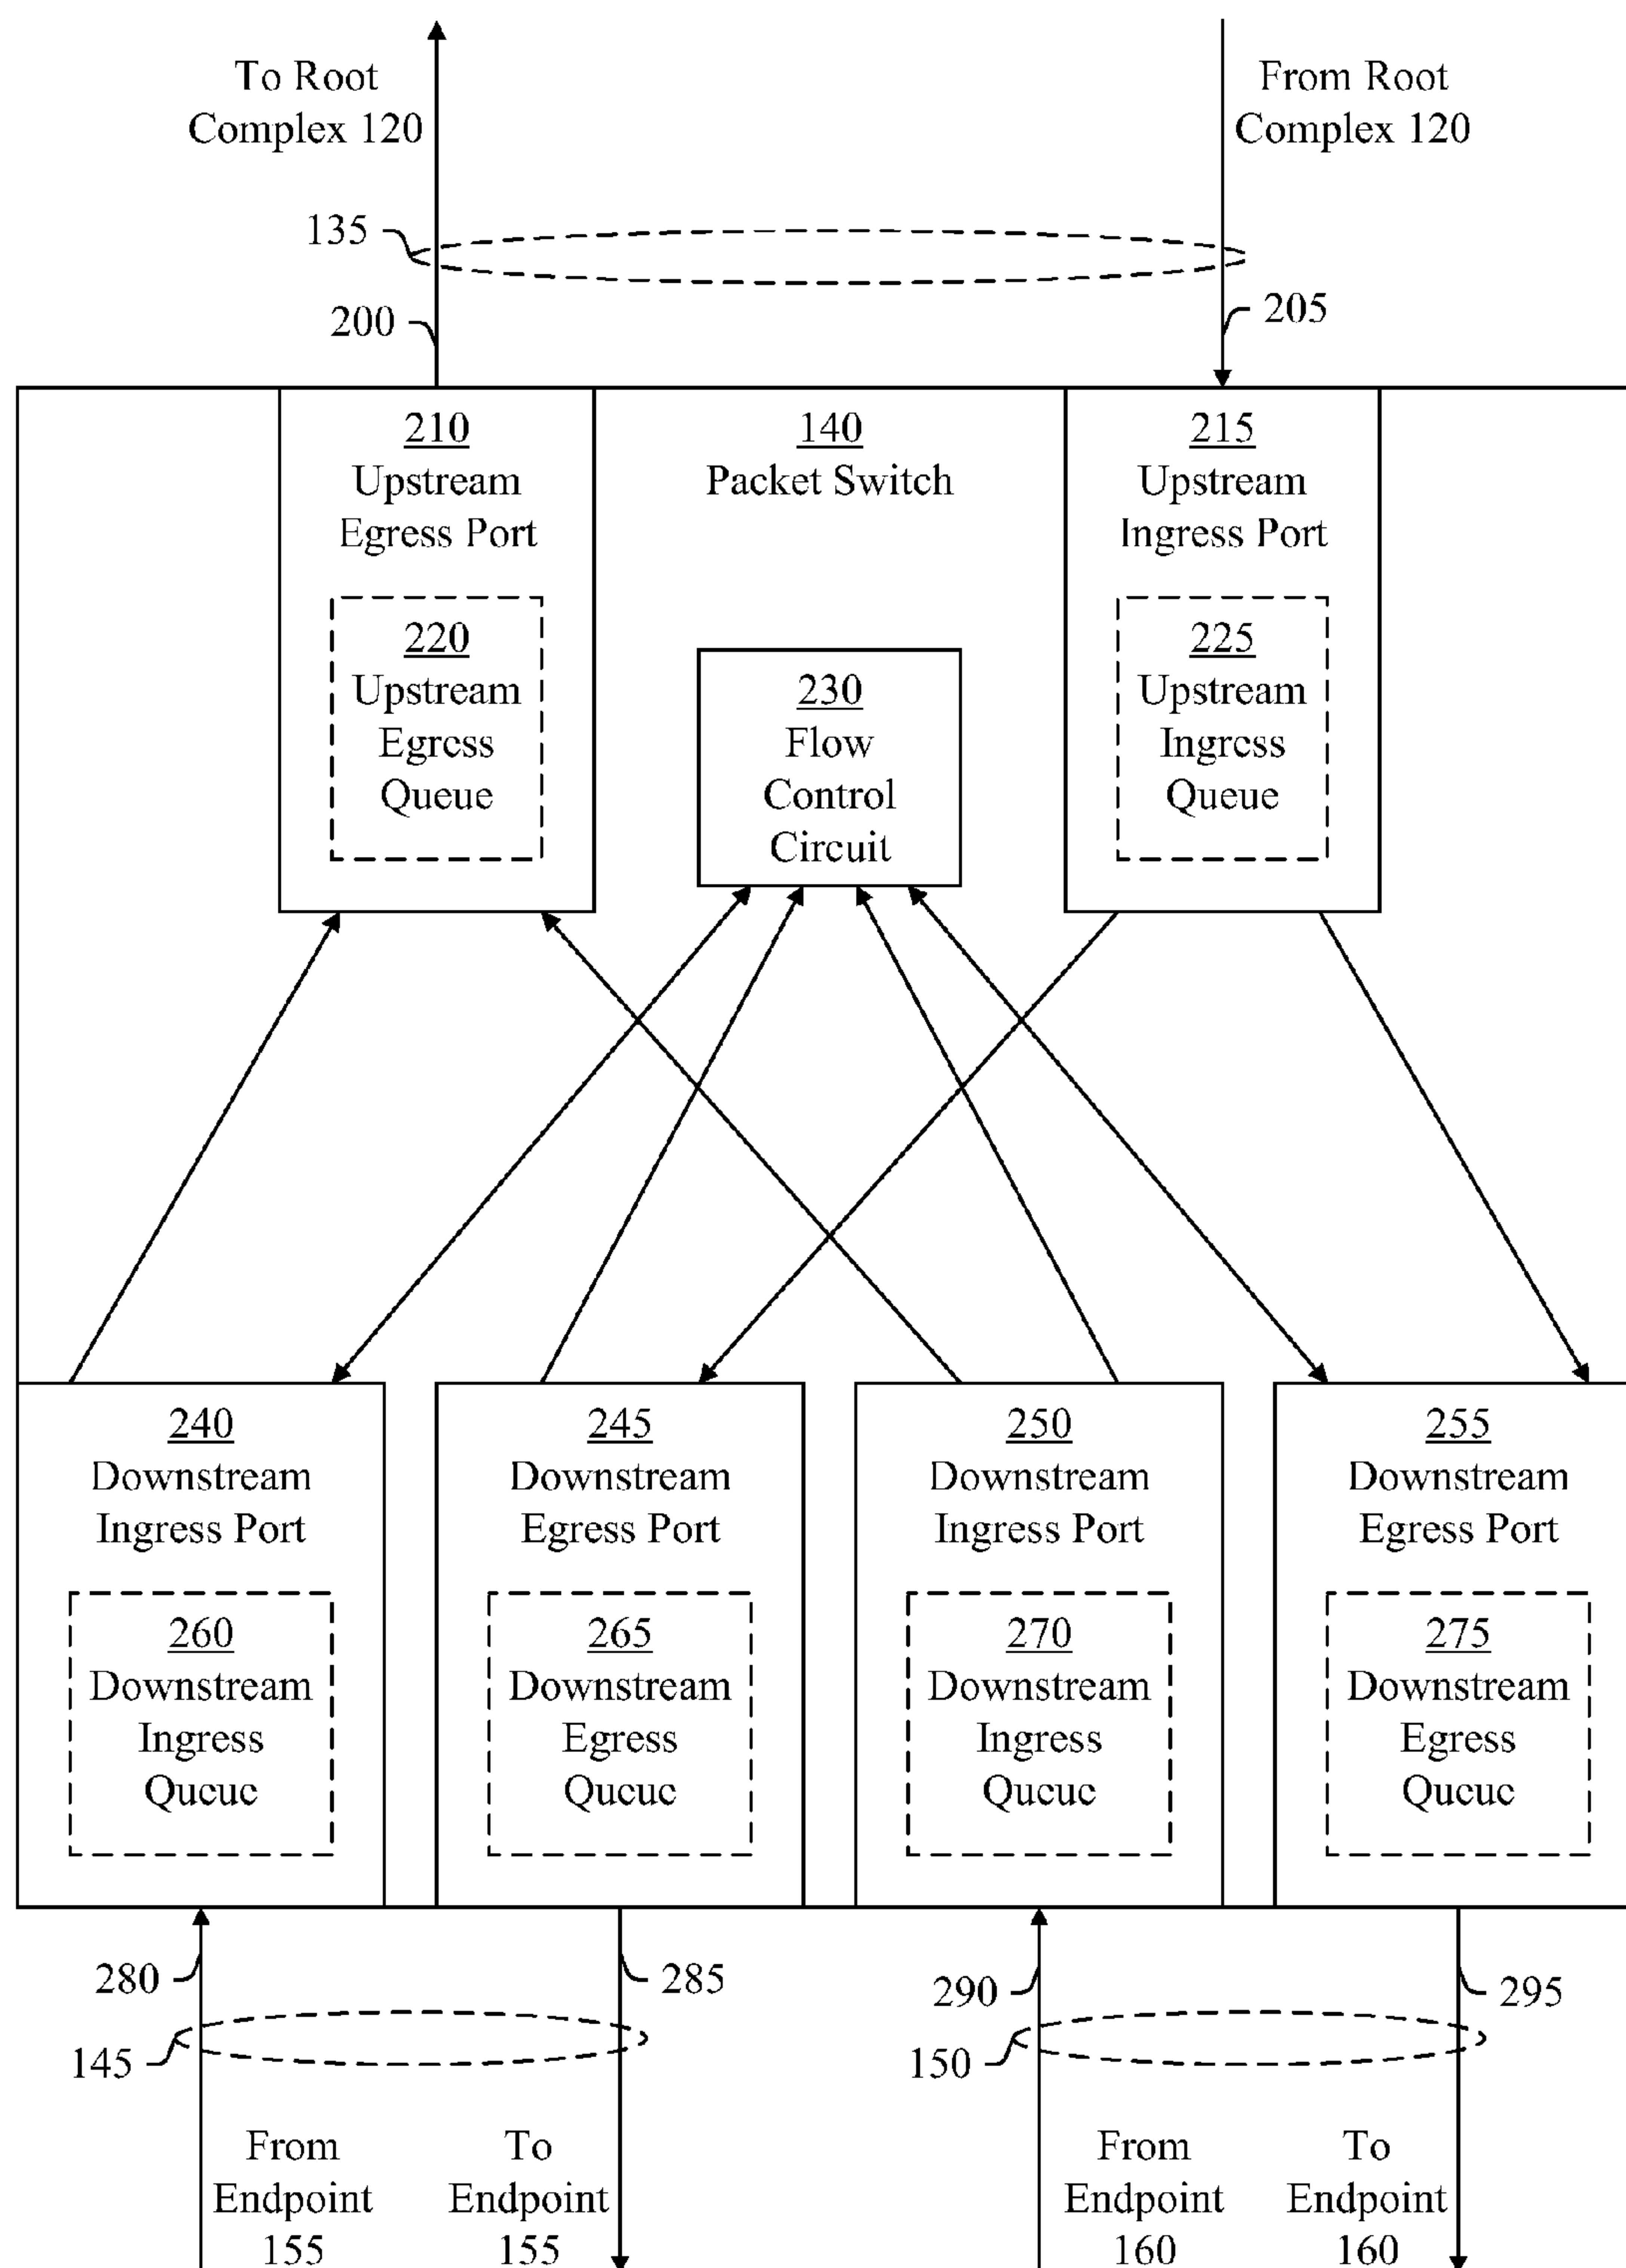 To Root
Complex 120
From Root
Complex 120
135
200
205
210
Upstream
Egress Port
140
Packet Switch
215
Upstream
Ingress Port
220
Upstream
Egress
Queue
230
Flow
Control
Circuit
225
Upstream
Ingress
Queue
240
Downstream
Ingress Port
245
Downstream
Egress Port
250
Downstream
Ingress Port
255
Downstream
Egress Port
260
Downstream
Ingress
Queue
265
Downstream
Egress
Queue
270
Downstream
Ingress
Queue
275
Downstream
Egress
Queue
280
285
290
295
145
150
From
Endpoint
155
To
Endpoint
155
From
Endpoint
160
To
Endpoint
160